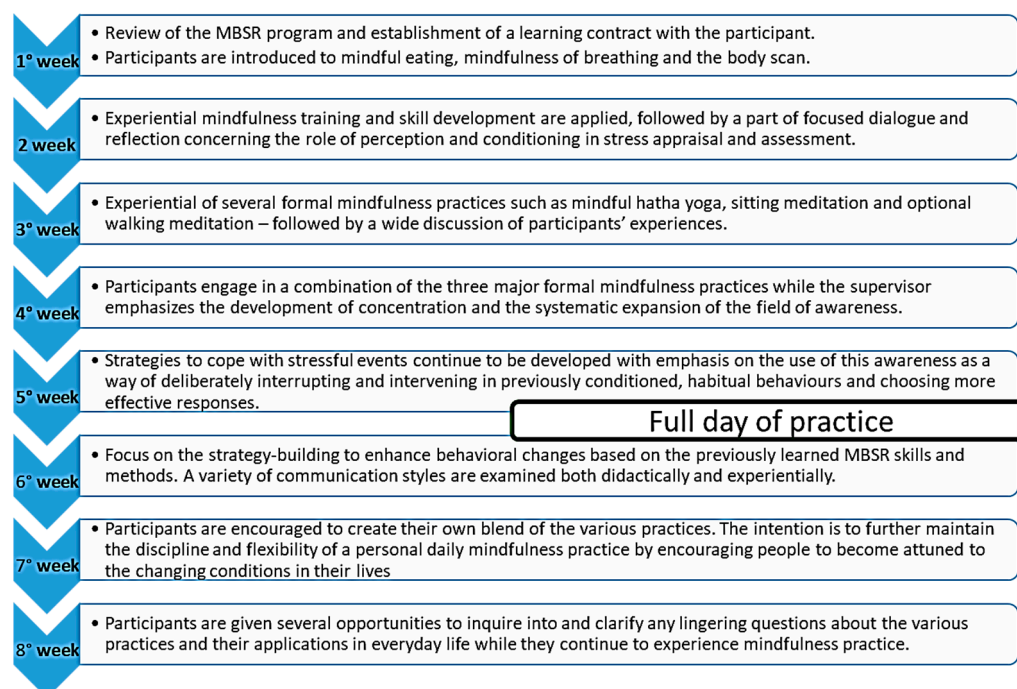 1° week
• Review of the MBSR program and establishment of a learning contract with the participant.
• Participants are introduced to mindful eating, mindfulness of breathing and the body scan.
2 week
• Experiential mindfulness training and skill development are applied, followed by a part of focused dialogue and
reflection concerning the role of perception and conditioning in stress appraisal and assessment.
3° week
• Experiential of several formal mindfulness practices such as mindful hatha yoga, sitting meditation and optional
walking meditation – followed by a wide discussion of participants’ experiences.
4° week
• Participants engage in a combination of the three major formal mindfulness practices while the supervisor
emphasizes the development of concentration and the systematic expansion of the field of awareness.
5° week
• Strategies to cope with stressful events continue to be developed with emphasis on the use of this awareness as a
way of deliberately interrupting and intervening in previously conditioned, habitual behaviours and choosing more
effective responses.
Full day of practice
6° week
• Focus on the strategy-building to enhance behavioral changes based on the previously learned MBSR skills and
methods. A variety of communication styles are examined both didactically and experientially.
7° week
• Participants are encouraged to create their own blend of the various practices. The intention is to further maintain
the discipline and flexibility of a personal daily mindfulness practice by encouraging people to become attuned to
the changing conditions in their lives
8° week
• Participants are given several opportunities to inquire into and clarify any lingering questions about the various
practices and their applications in everyday life while they continue to experience mindfulness practice.